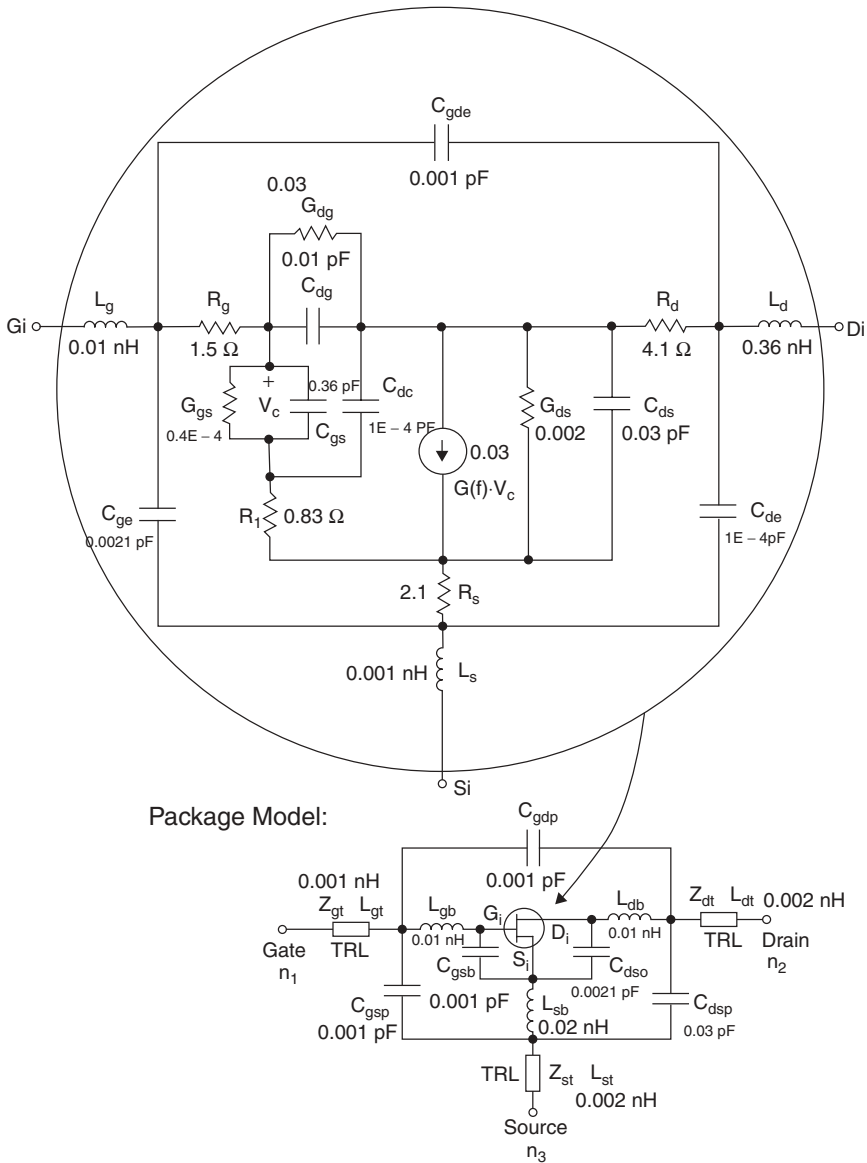 C_gde
0.001 pF
0.03
G_dg
0.01 pF
C_dg
L_g
R_g
R_d
L_d
Gi
Di
0.01 nH
1.5 Ω
4.1 Ω
0.36 nH
+
V_c
0.36 pF
C_dc
G_gs
0.4E – 4
C_gs
1E – 4 PF
G_ds
0.002
C_ds
0.03 pF
0.03
G(f)·V_c
C_ge
0.0021 pF
R_1
0.83 Ω
C_de
1E – 4pF
2.1
R_s
0.001 nH
L_s
Si
Package Model:
C_gdp
0.001 pF
0.001 nH
Z_gt L_gt
L_gb
0.01 nH
G_i
D_i
S_i
L_db
0.01 nH
Z_dt L_dt 0.002 nH
Gate
n_1
TRL
TRL
Drain
n_2
C_gsb
0.001 pF
C_dso
0.0021 pF
C_gsp
0.001 pF
L_sb
0.02 nH
C_dsp
0.03 pF
TRL
Z_st L_st
0.002 nH
Source
n_3